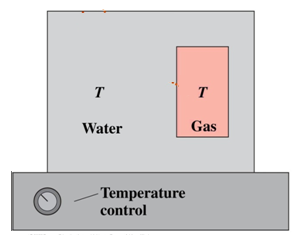 T
T
Water
Gas
Temperature
control